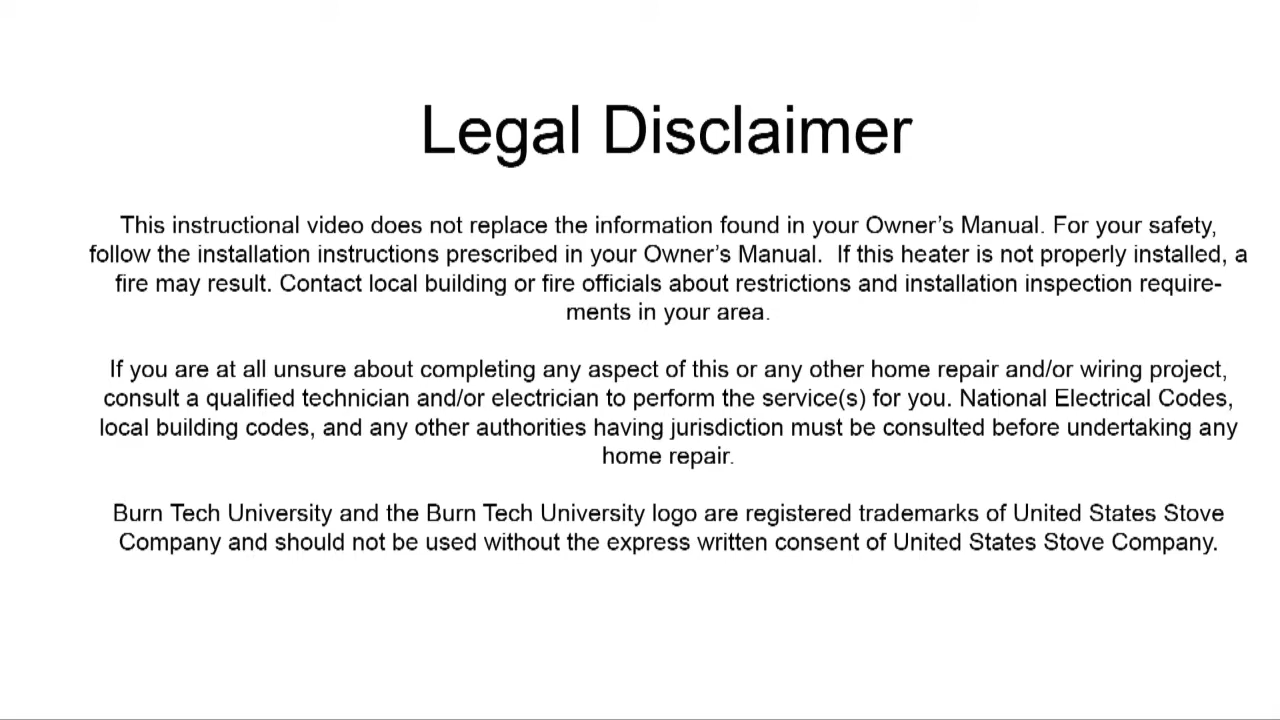 Legal Disclaimer
This instructional video does not replace the information found in your Owner’s Manual. For your safety,
follow the installation instructions prescribed in your Owner’s Manual.  If this heater is not properly installed, a
fire may result. Contact local building or fire officials about restrictions and installation inspection require-
ments in your area.
If you are at all unsure about completing any aspect of this or any other home repair and/or wiring project,
consult a qualified technician and/or electrician to perform the service(s) for you. National Electrical Codes,
local building codes, and any other authorities having jurisdiction must be consulted before undertaking any
home repair.
Burn Tech University and the Burn Tech University logo are registered trademarks of United States Stove
Company and should not be used without the express written consent of United States Stove Company.